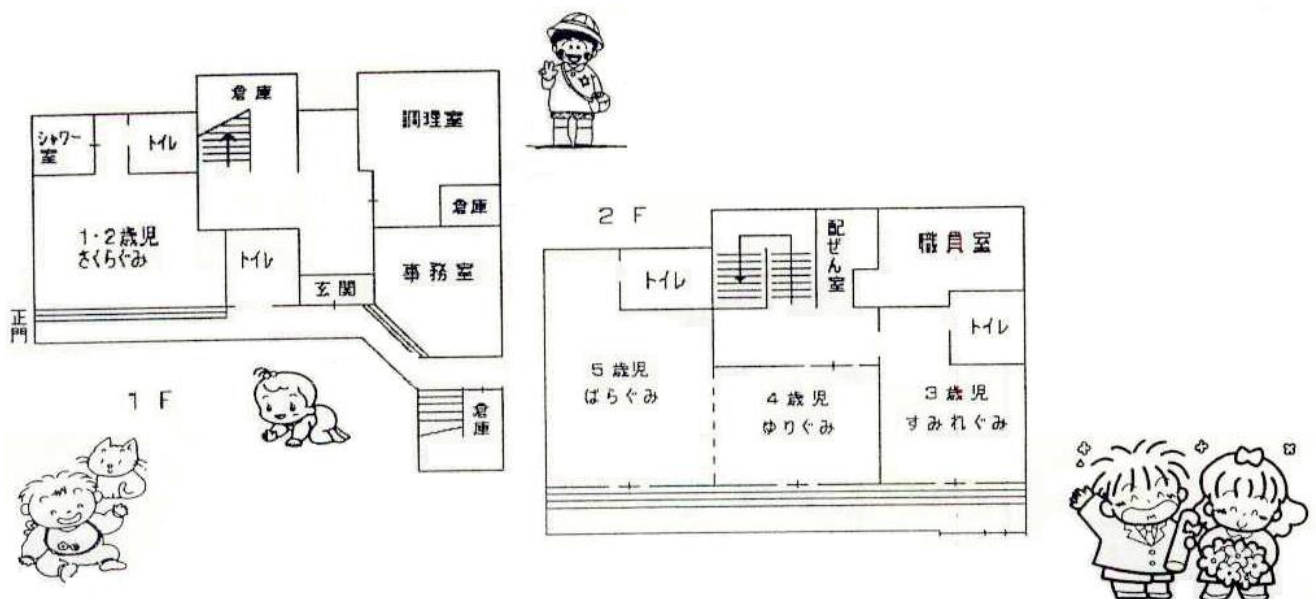 倉庫
調理室
シャワー
室
トイレ
倉庫
1・2歳児
さくらぐみ
トイレ
事務室
玄関
正門
倉庫
1F
2F
配ぜん室
職員室
トイレ
トイレ
5歳児
ばらぐみ
4歳児
ゆりぐみ
3歳児
すみれぐみ